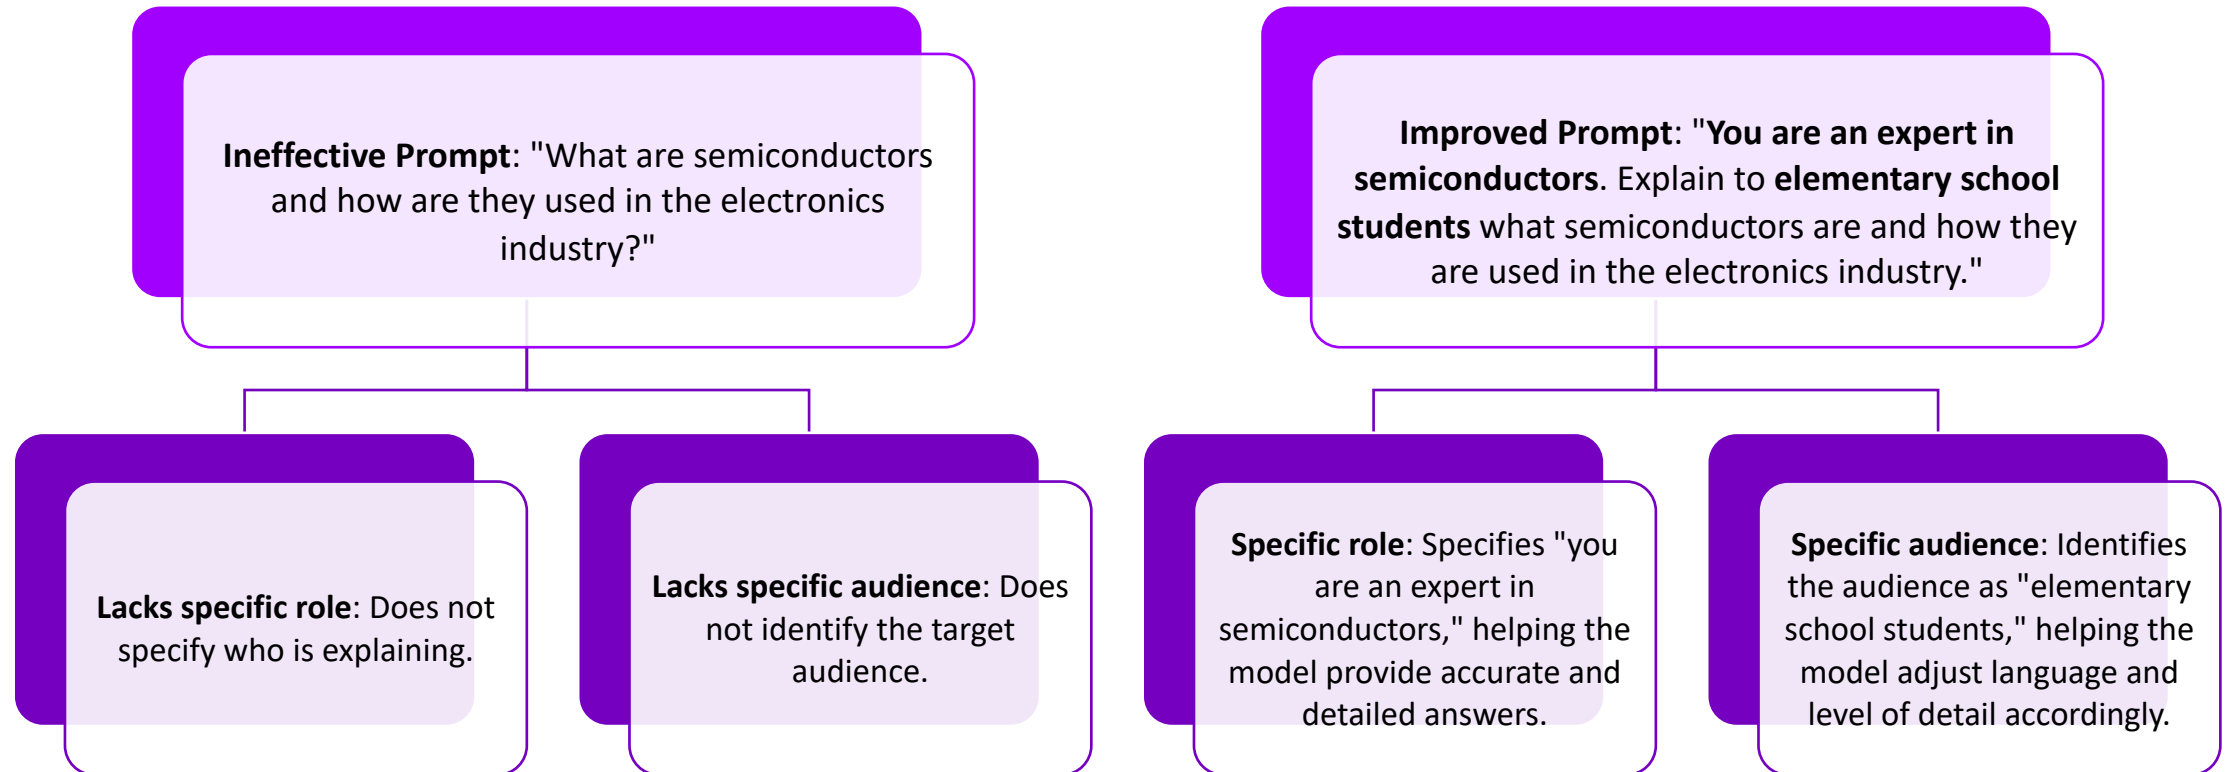 Ineffective Prompt: "What are semiconductors
and how are they used in the electronics
industry?"
Improved Prompt: "You are an expert in
semiconductors. Explain to elementary school
students what semiconductors are and how they
are used in the electronics industry."
Lacks specific role: Does not
specify who is explaining.
Lacks specific audience: Does
not identify the target
audience.
Specific role: Specifies "you
are an expert in
semiconductors," helping the
model provide accurate and
detailed answers.
Specific audience: Identifies
the audience as "elementary
school students," helping the
model adjust language and
level of detail accordingly.